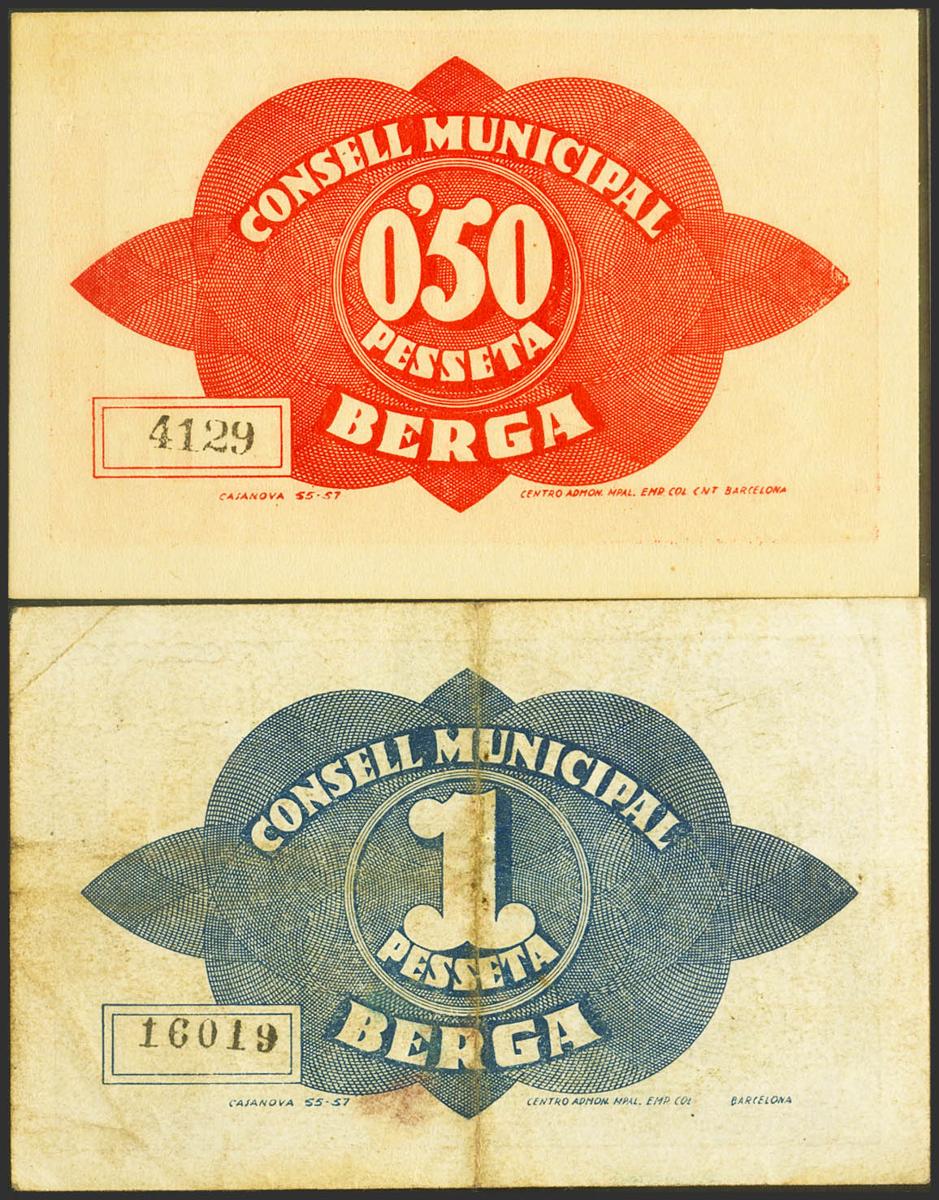 CONSELL MUNICIPAL
0'50
PESSETA
BERGA
4129
CASANOVA 55-57
CENTRO ADMON. MPAL. EMP. COL. CNT BARCELONA
CONSELL MUNICIPAL
1
PESSETA
BERGA
16019
CASANOVA 55-57
CENTRO ADMON. MPAL. EMP. COL BARCELONA